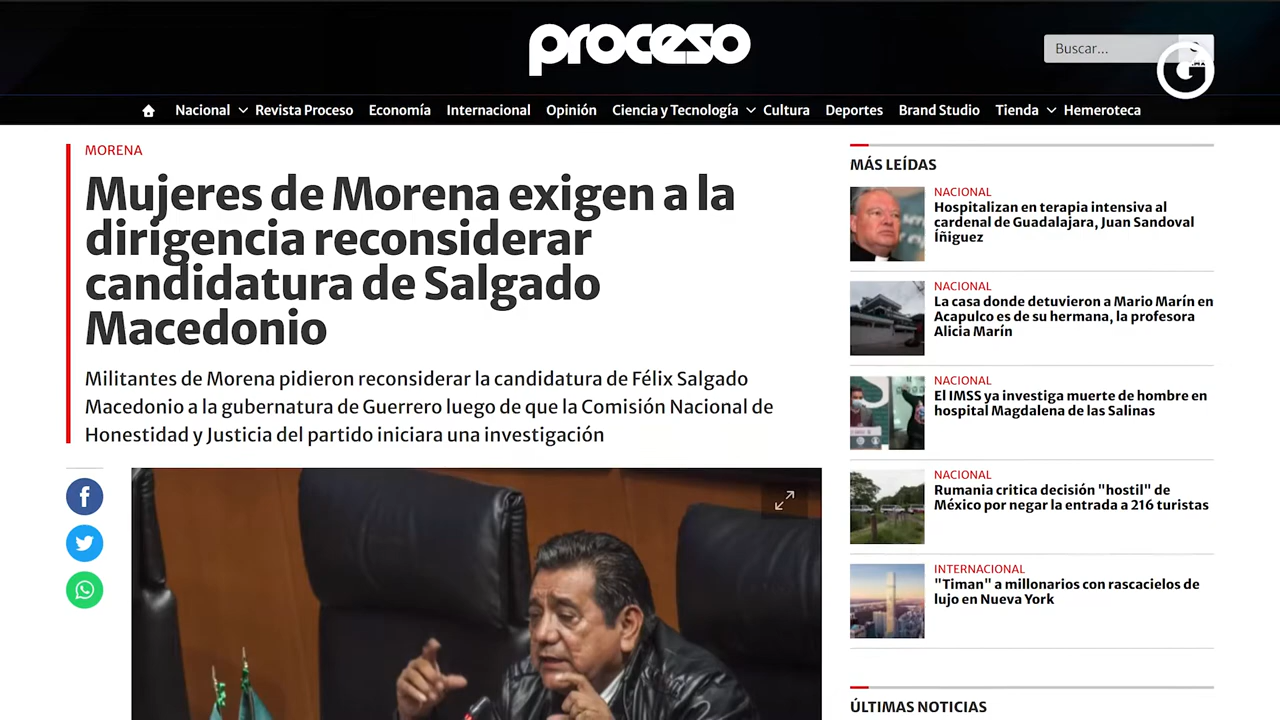 proceso
Buscar...
G
Nacional
Revista Proceso
Economía
Internacional
Opinión
Ciencia y Tecnología
Cultura
Deportes
Brand Studio
Tienda
Hemeroteca
MORENA
Mujeres de Morena exigen a la
dirigencia reconsiderar
candidatura de Salgado
Macedonio
Militantes de Morena pidieron reconsiderar la candidatura de Félix Salgado
Macedonio a la gubernatura de Guerrero luego de que la Comisión Nacional de
Honestidad y Justicia del partido iniciara una investigación
MÁS LEÍDAS
NACIONAL
Hospitalizan en terapia intensiva al
cardenal de Guadalajara, Juan Sandoval
Íñiguez
NACIONAL
La casa donde detuvieron a Mario Marín en
Acapulco es de su hermana, la profesora
Alicia Marín
NACIONAL
El IMSS ya investiga muerte de hombre en
hospital Magdalena de las Salinas
NACIONAL
Rumania critica decisión "hostil" de
México por negar la entrada a 216 turistas
INTERNACIONAL
"Timan" a millonarios con rascacielos de
lujo en Nueva York
ÚLTIMAS NOTICIAS